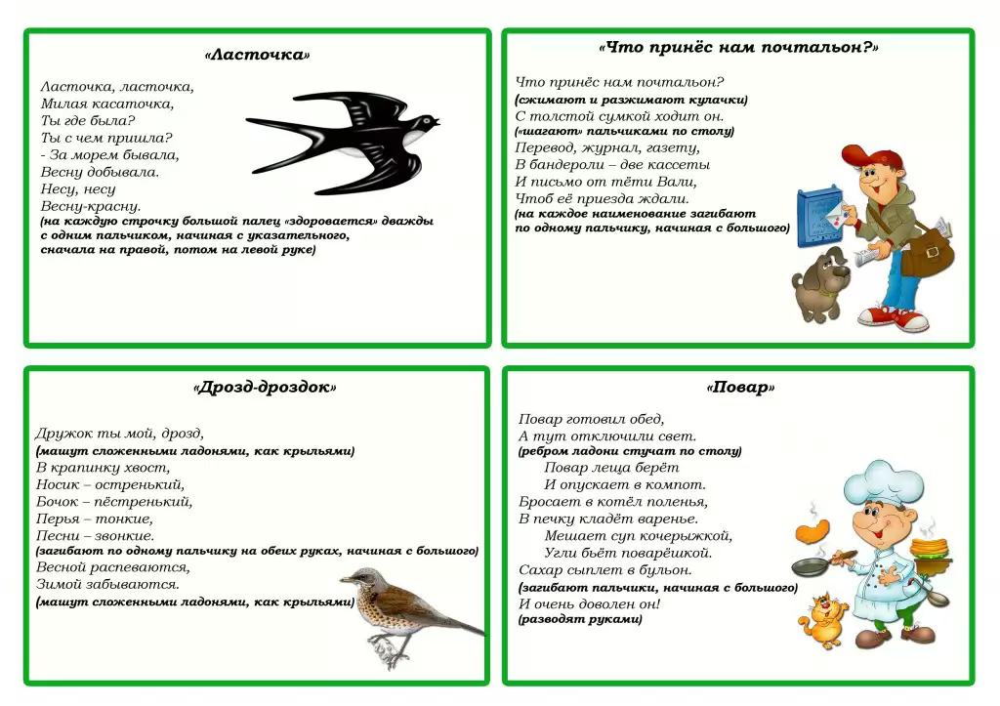 «Ласточка»
Ласточка, ласточка,
Милая касаточка,
Ты где была?
Ты с чем пришла?
- За морем бывала,
Весну добывала.
Несу, несу
Весну-красну.
(на каждую строчку большой палец «здоровается» дважды
с одним пальчиком, начиная с указательного,
сначала на правой, потом на левой руке)
«Что принёс нам почтальон?»
Что принёс нам почтальон?
(сжимают и разжимают кулачки)
С толстой сумкой ходит он.
(«шагают» пальчиками по столу)
Перевод, журнал, газету,
В бандероли – две кассеты
И письмо от тёти Вали,
Чтоб её приезда ждали.
(на каждое наименование загибают
по одному пальчику, начиная с большого)
«Дрозд-дроздок»
Дружок ты мой, дрозд,
(машут сложенными ладонями, как крыльями)
В крапинку хвост,
Носик – остренький,
Бочок – пёстренький,
Перья – тонкие,
Песни – звонкие.
(загибают по одному пальчику на обеих руках, начиная с большого)
Весной распеваются,
Зимой забываются.
(машут сложенными ладонями, как крыльями)
«Повар»
Повар готовил обед,
А тут отключили свет.
(ребром ладони стучат по столу)
Повар леща берёт
И опускает в компот.
Бросает в котёл поленья,
В печку кладёт варенье.
Мешает суп кочерыжкой,
Угли бьёт поварёшкой.
Сахар сыплет в бульон.
(загибают пальчики, начиная с большого)
И очень доволен он!
(разводят руками)